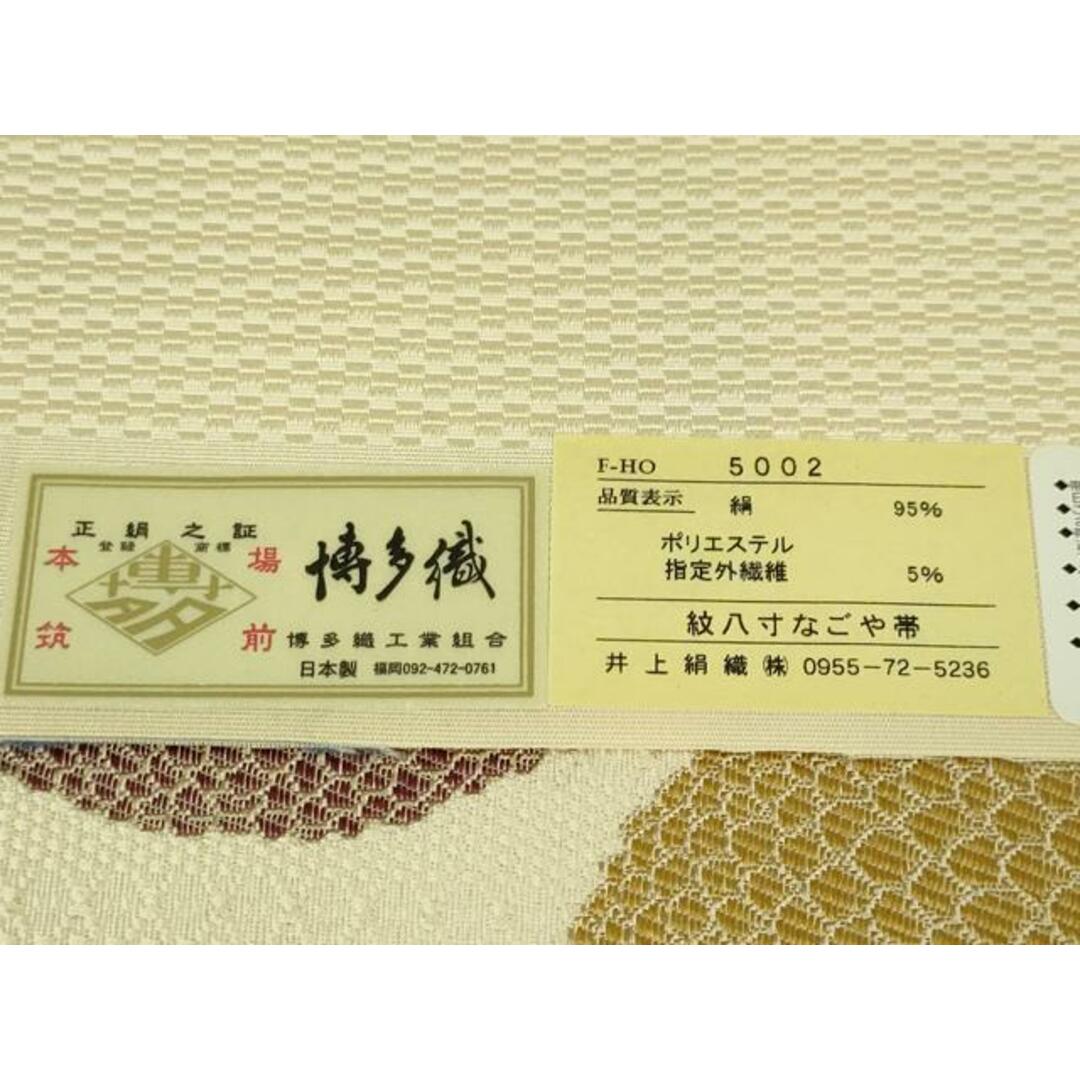 正絹之証
登録 商標
本 場
筑 前
博多織
博多織工業組合
日本製 福岡092-472-0761
F-HO 5002
品質表示 絹 95%
ポリエステル
指定外繊維 5%
紋八寸なごや帯
井上絹織㈱ 0955-72-5236